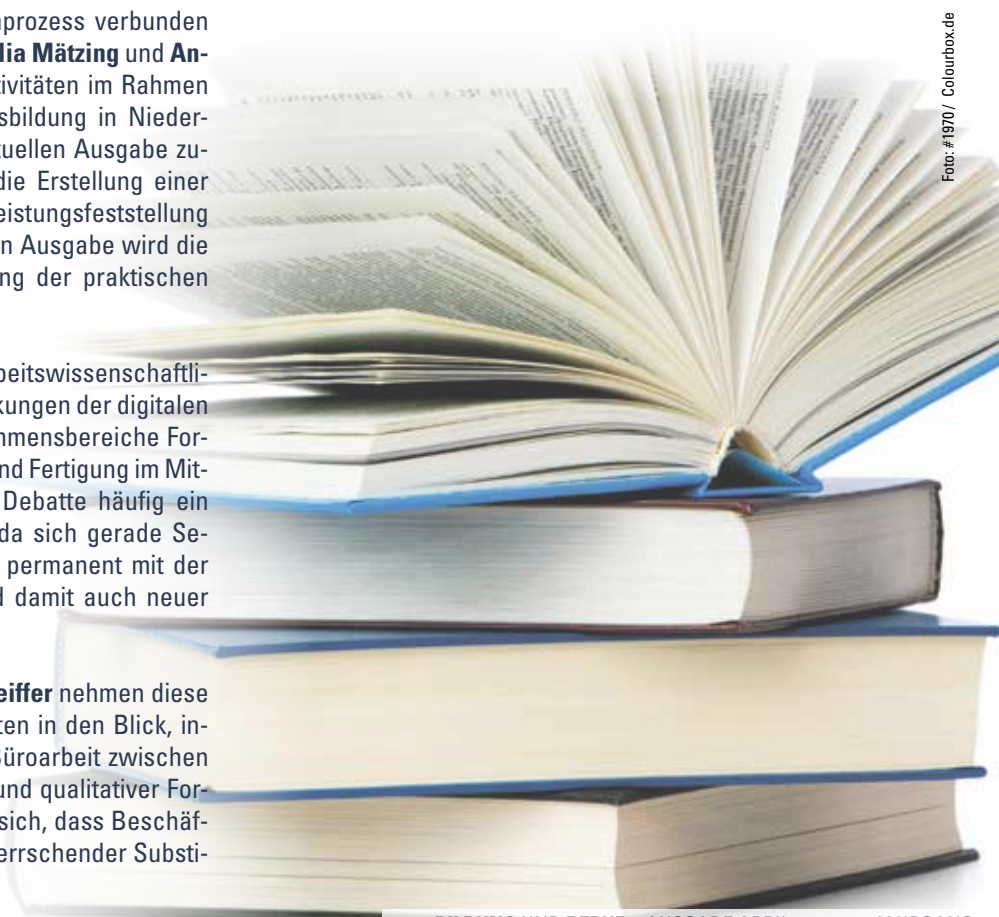 nprozess verbunden
lia Mätzing und An-
tivitäten im Rahmen
sbildung in Nieder-
tuellen Ausgabe zu-
die Erstellung einer
eistungsfeststellung
n Ausgabe wird die
ng der praktischen
beitswissenschaftli-
kungen der digitalen
hmensbereiche For-
nd Fertigung im Mit-
Debatte häufig ein
da sich gerade Se-
permanent mit der
d damit auch neuer
eiffer nehmen diese
ten in den Blick, in-
Büroarbeit zwischen
und qualitativer For-
sich, dass Beschäf-
errschender Substi-
Foto: #1970 / Colourbox.de